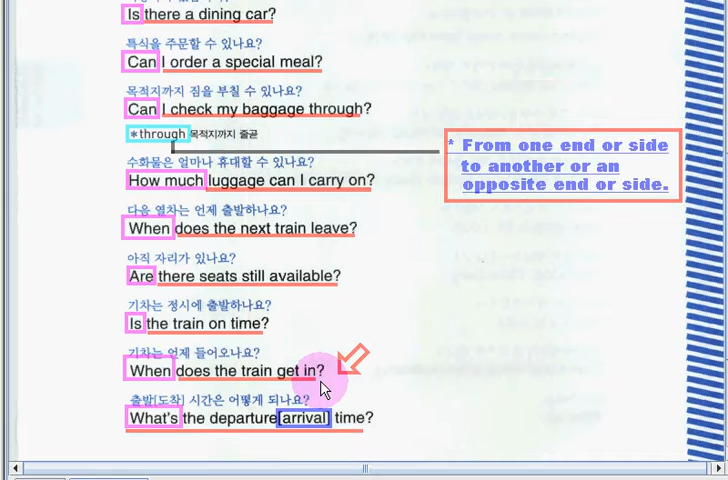 Is there a dining car?
특식을 주문할 수 있나요?
Can I order a special meal?
목적지까지 짐을 부칠 수 있나요?
Can I check my baggage through?
*through 목적지까지 줄곧
* From one end or side
to another or an
opposite end or side.
수화물은 얼마나 휴대할 수 있나요?
How much luggage can I carry on?
다음 열차는 언제 출발하나요?
When does the next train leave?
아직 자리가 있나요?
Are there seats still available?
기차는 정시에 출발하나요?
Is the train on time?
기차는 언제 들어오나요?
When does the train get in?
출발[도착] 시간은 어떻게 되나요?
What's the departure[arrival] time?